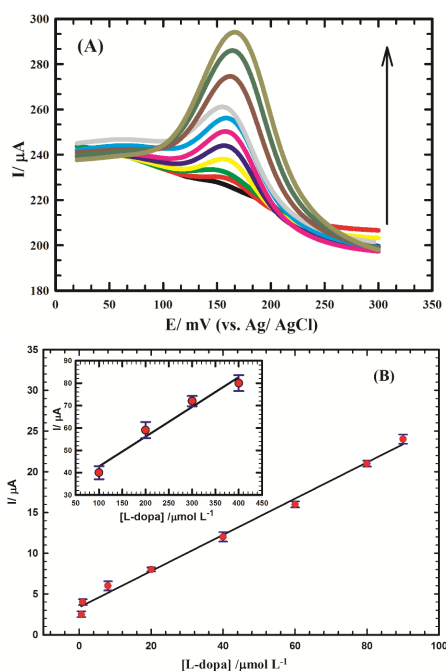 (A)
300
280
260
240
220
200
180
I/ µA
0 50 100 150 200 250 300 350
E/ mV (vs. Ag/ AgCl)
(B)
35
30
25
20
15
10
5
0
I/ µA
90
80
70
60
50
40
30
I/ µA
50 100 150 200 250 300 350 400 450
[L-dopa] /µmol L⁻¹
0 20 40 60 80 100
[L-dopa] /µmol L⁻¹